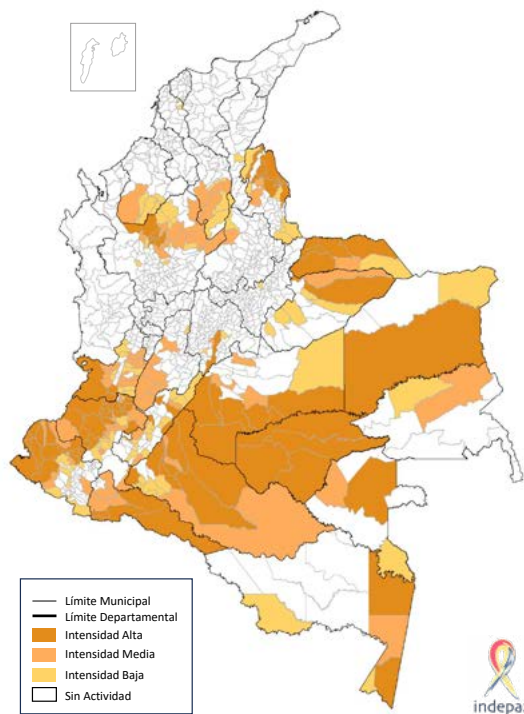 Límite Municipal
Límite Departamental
Intensidad Alta
Intensidad Media
Intensidad Baja
Sin Actividad
indepa